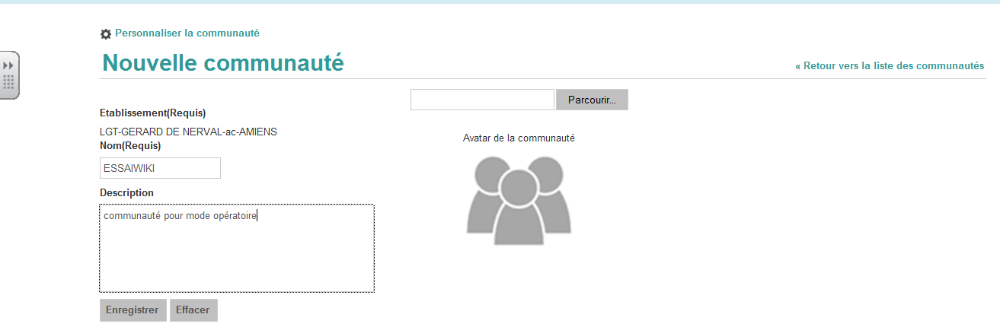 Personnaliser la communauté
Nouvelle communauté
« Retour vers la liste des communautés
Parcourir...
Etablissement(Requis)
LGT-GERARD DE NERVAL-ac-AMIENS
Nom(Requis)
ESSAIWIKI
Description
communauté pour mode opératoire
Avatar de la communauté
Enregistrer Effacer